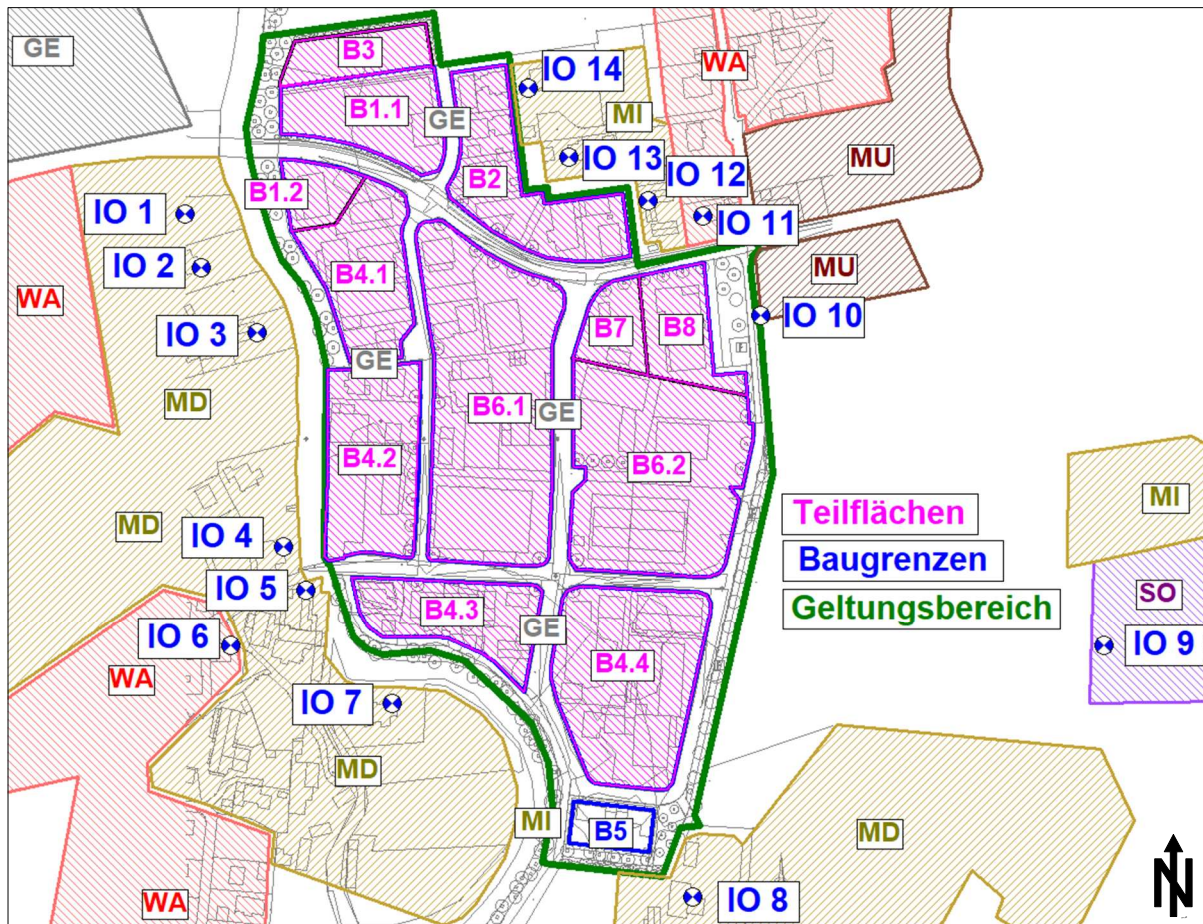 GE
B3
IO 14
WA
B1.1
GE
MI
IO 13
MU
B1.2
B2
IO 12
IO 1
IO 11
IO 2
B4.1
MU
WA
IO 3
B7
B8
IO 10
GE
MD
B6.1
GE
B4.2
B6.2
MI
MD
Teilflächen
IO 4
Baugrenzen
IO 5
SO
B4.3
Geltungsbereich
IO 6
GE
IO 9
WA
B4.4
IO 7
MD
MI
B5
MD
WA
IO 8
N